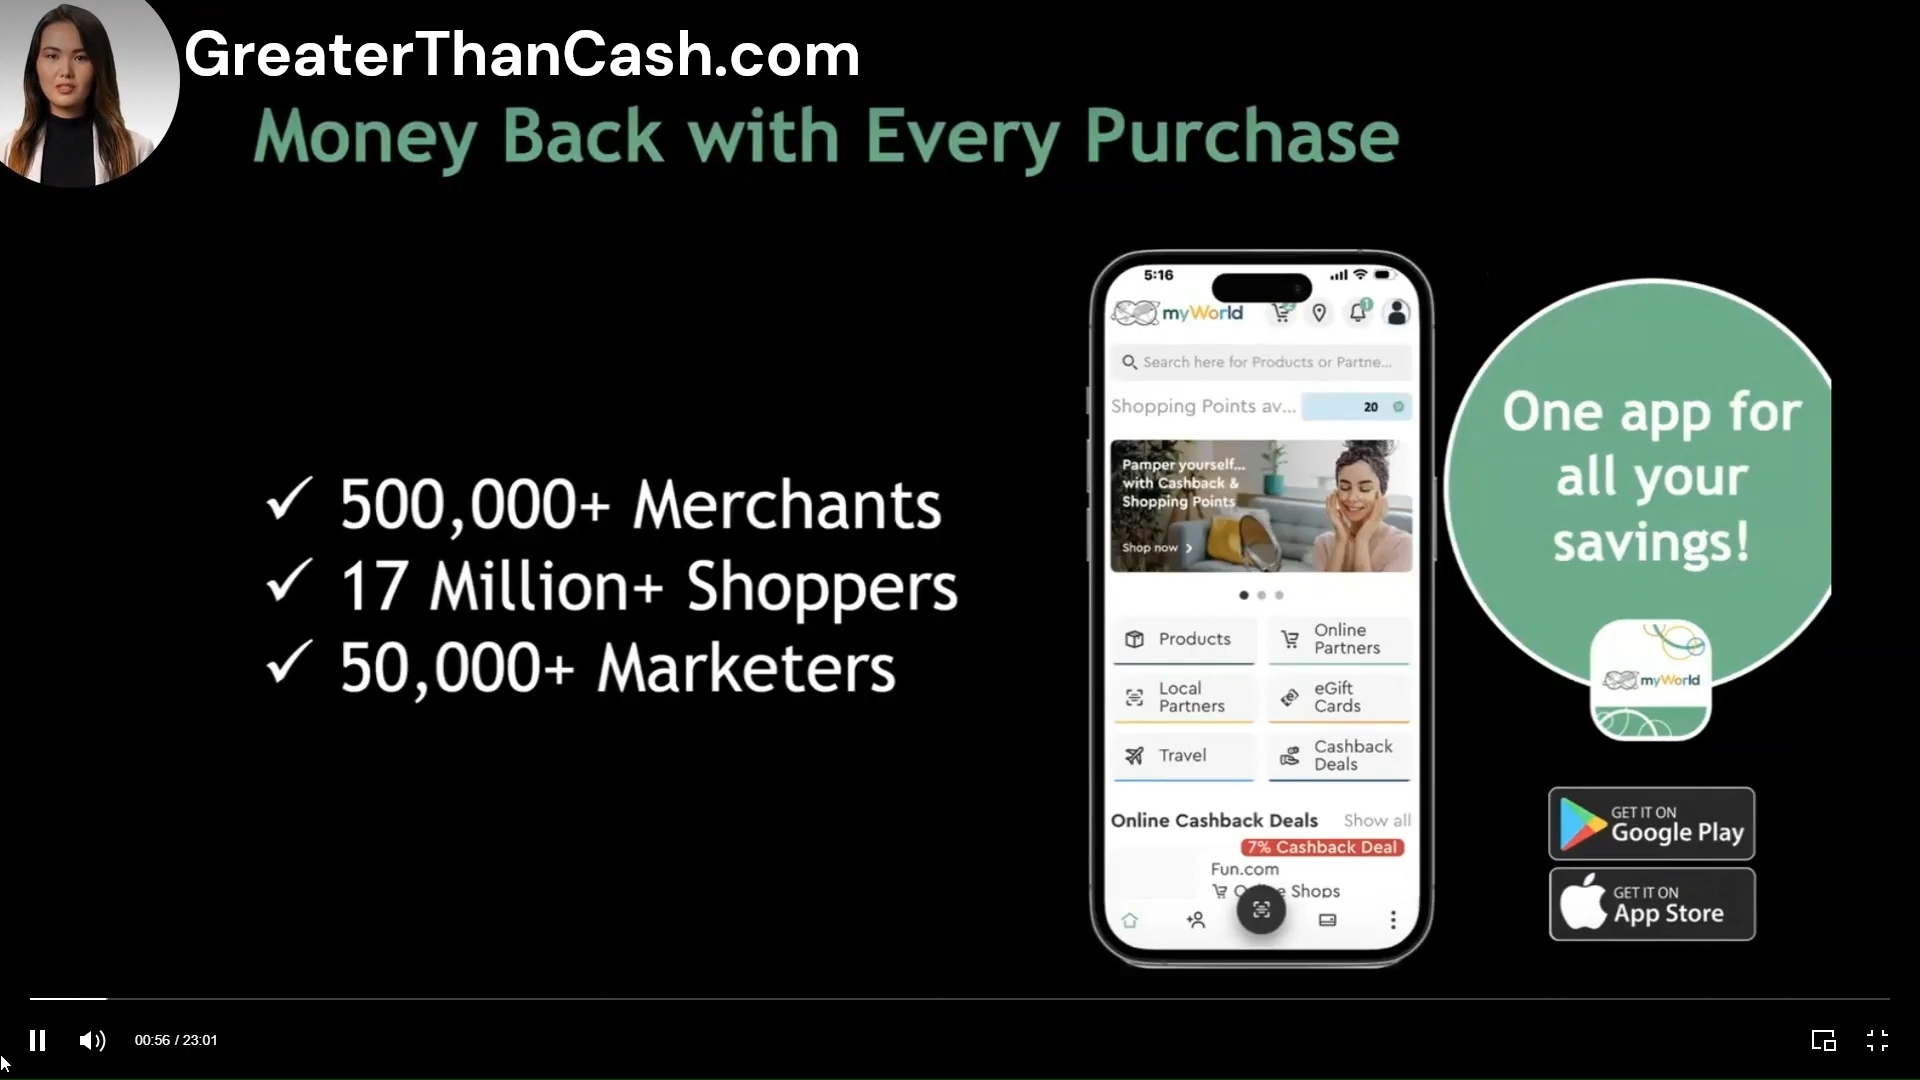 GreaterThanCash.com
Money Back with Every Purchase
✓ 500,000+ Merchants
✓ 17 Million+ Shoppers
✓ 50,000+ Marketers
5:16
myWorld
1
Search here for Products or Partne...
Shopping Points av...
20
Pamper yourself...
with Cashback &
Shopping Points
Shop now
Products
Online
Partners
Local
Partners
eGift
Cards
Travel
Cashback
Deals
Online Cashback Deals
Show all
7% Cashback Deal
Fun.com
Shops
One app for
all your
savings!
myWorld
GET IT ON
Google Play
GET IT ON
App Store
00:56 / 23:01